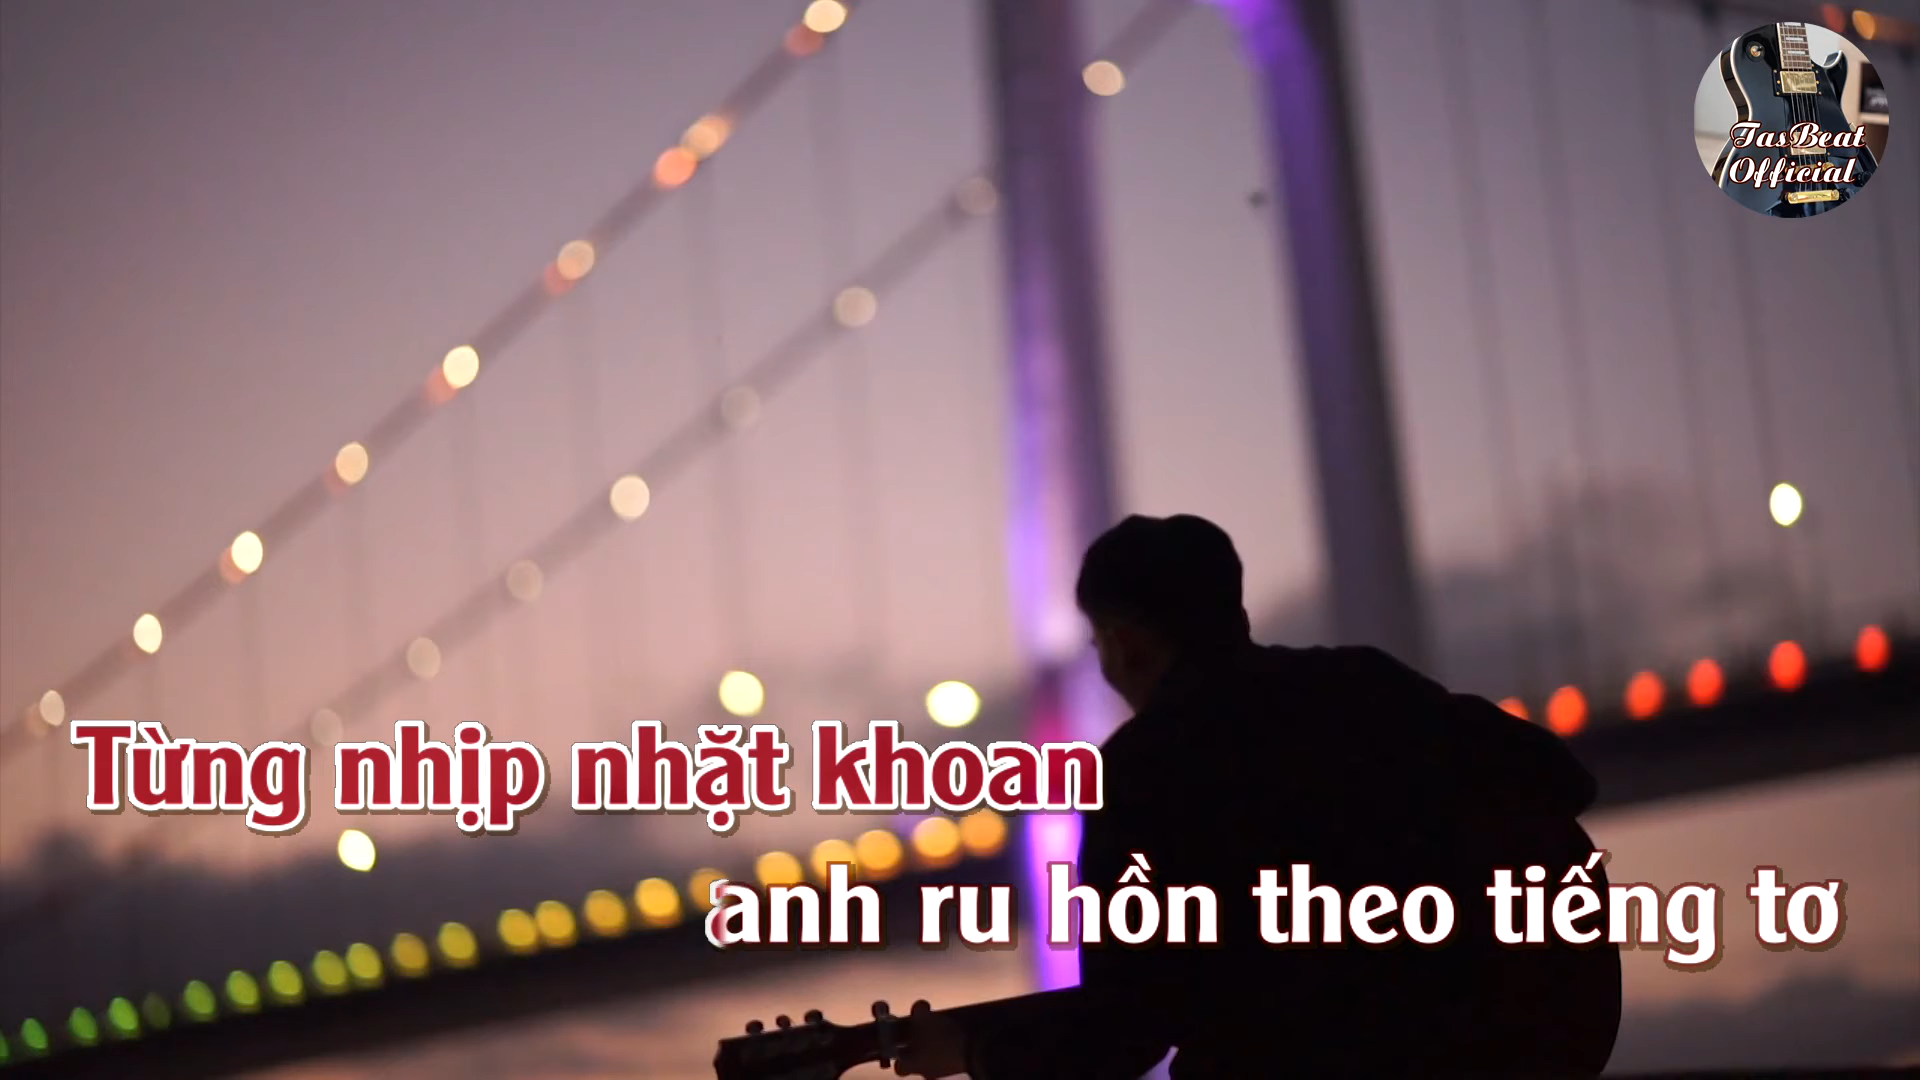 TasBeat
Official
Từng nhịp nhặt khoan
anh ru hồn theo tiếng tơ